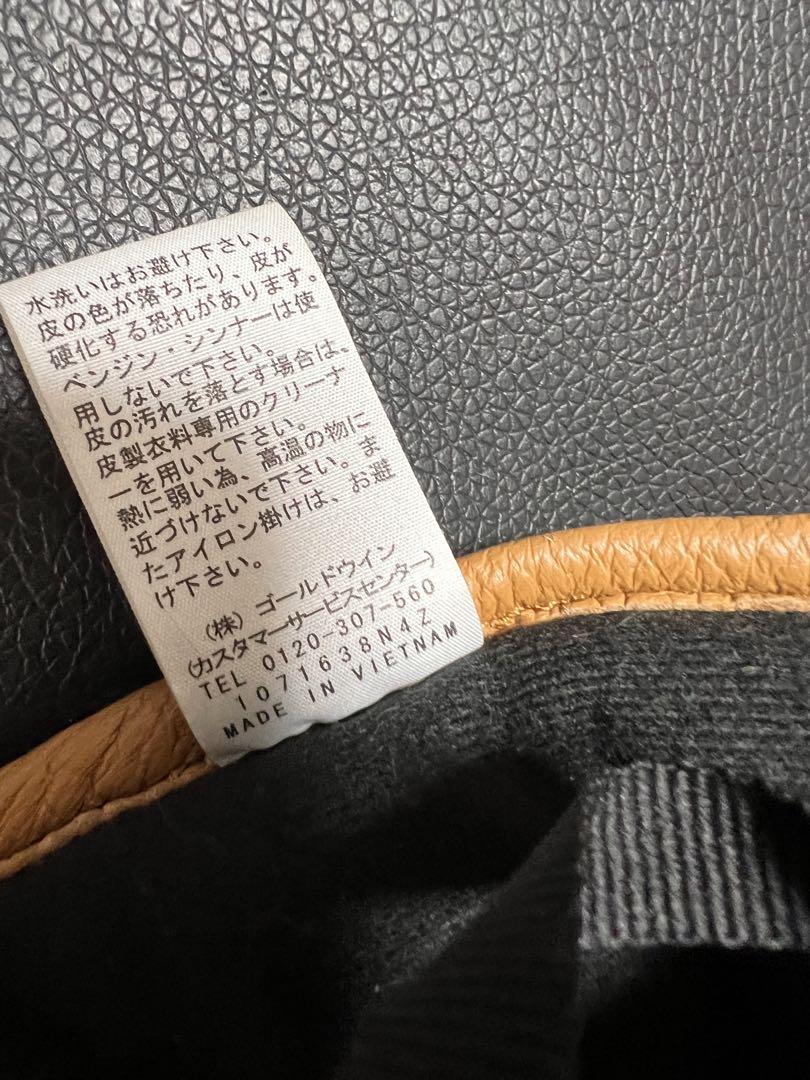 水洗いはお避け下さい。
皮の色が落ちたり、皮が
硬化する恐れがあります。
ベンジン・シンナーは使
用しないで下さい。
皮の汚れを落とす場合は、
皮製衣料専用のクリーナ
ーを用いて下さい。
熱に弱い為、高温の物に
近づけないで下さい。ま
たアイロン掛けは、お避
け下さい。
(株) ゴールドウイン
(カスタマーサービスセンター)
TEL 0120-307-560
1071638N4Z
MADE IN VIETNAM